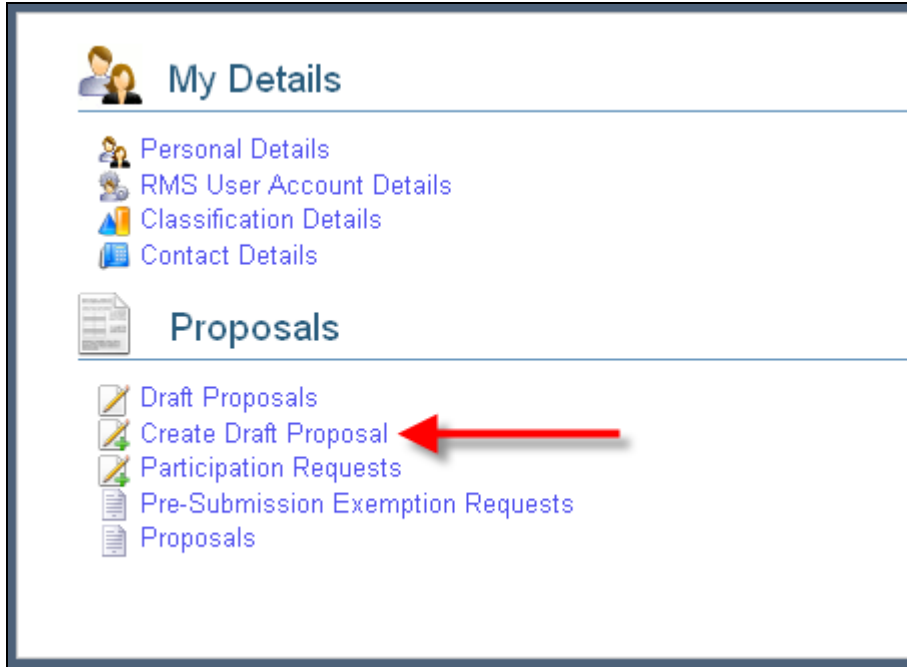 My Details
Personal Details
RMS User Account Details
Classification Details
Contact Details
Proposals
Draft Proposals
Create Draft Proposal
Participation Requests
Pre-Submission Exemption Requests
Proposals